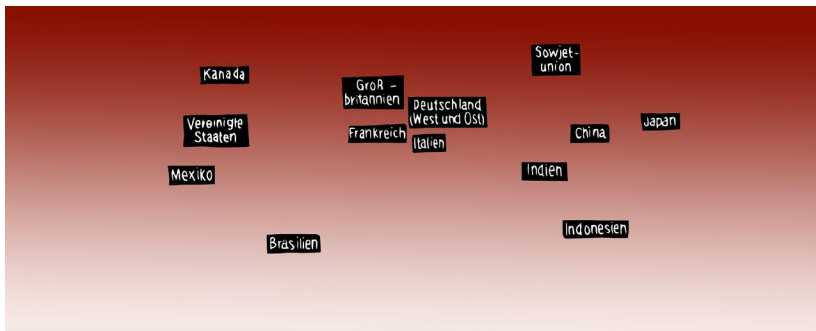 Kanada
Sowjet-
union
Groß -
britannien
Deutschland
(West und Ost)
Vereinigte
Staaten
Frankreich
Italien
China
Japan
Mexiko
Indien
Brasilien
Indonesien